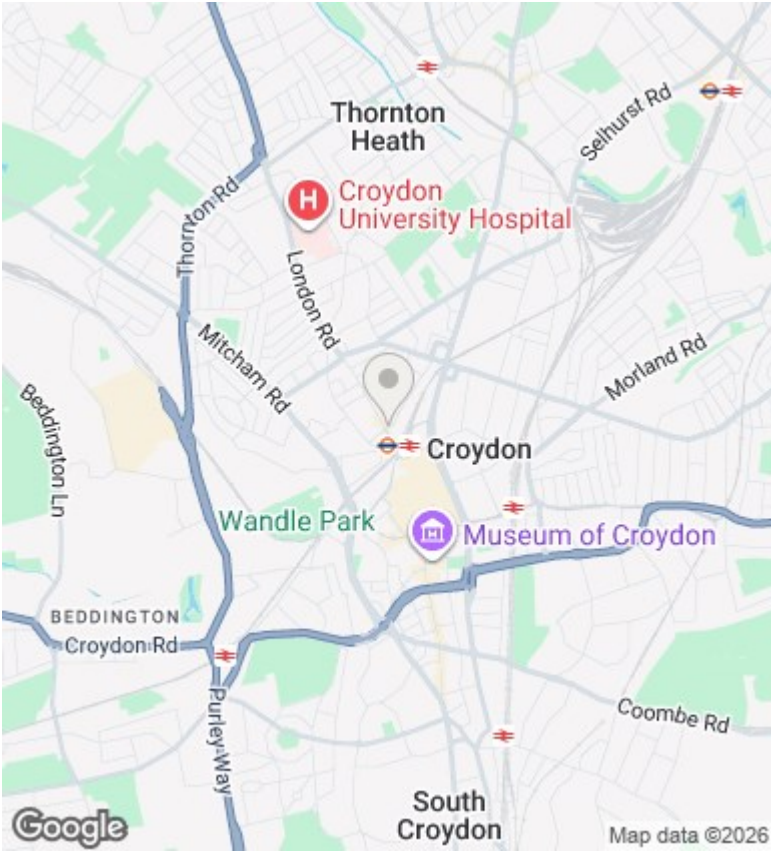 Thornton
Heath
Selhurst Rd
H
Croydon
University Hospital
Thornton Rd
London Rd
Mitcham Rd
Morland Rd
Beddington Ln
Croydon
Wandle Park
Museum of Croydon
BEDDINGTON
Croydon Rd
Purley Way
Coombe Rd
South
Croydon
Google
Map data ©2026